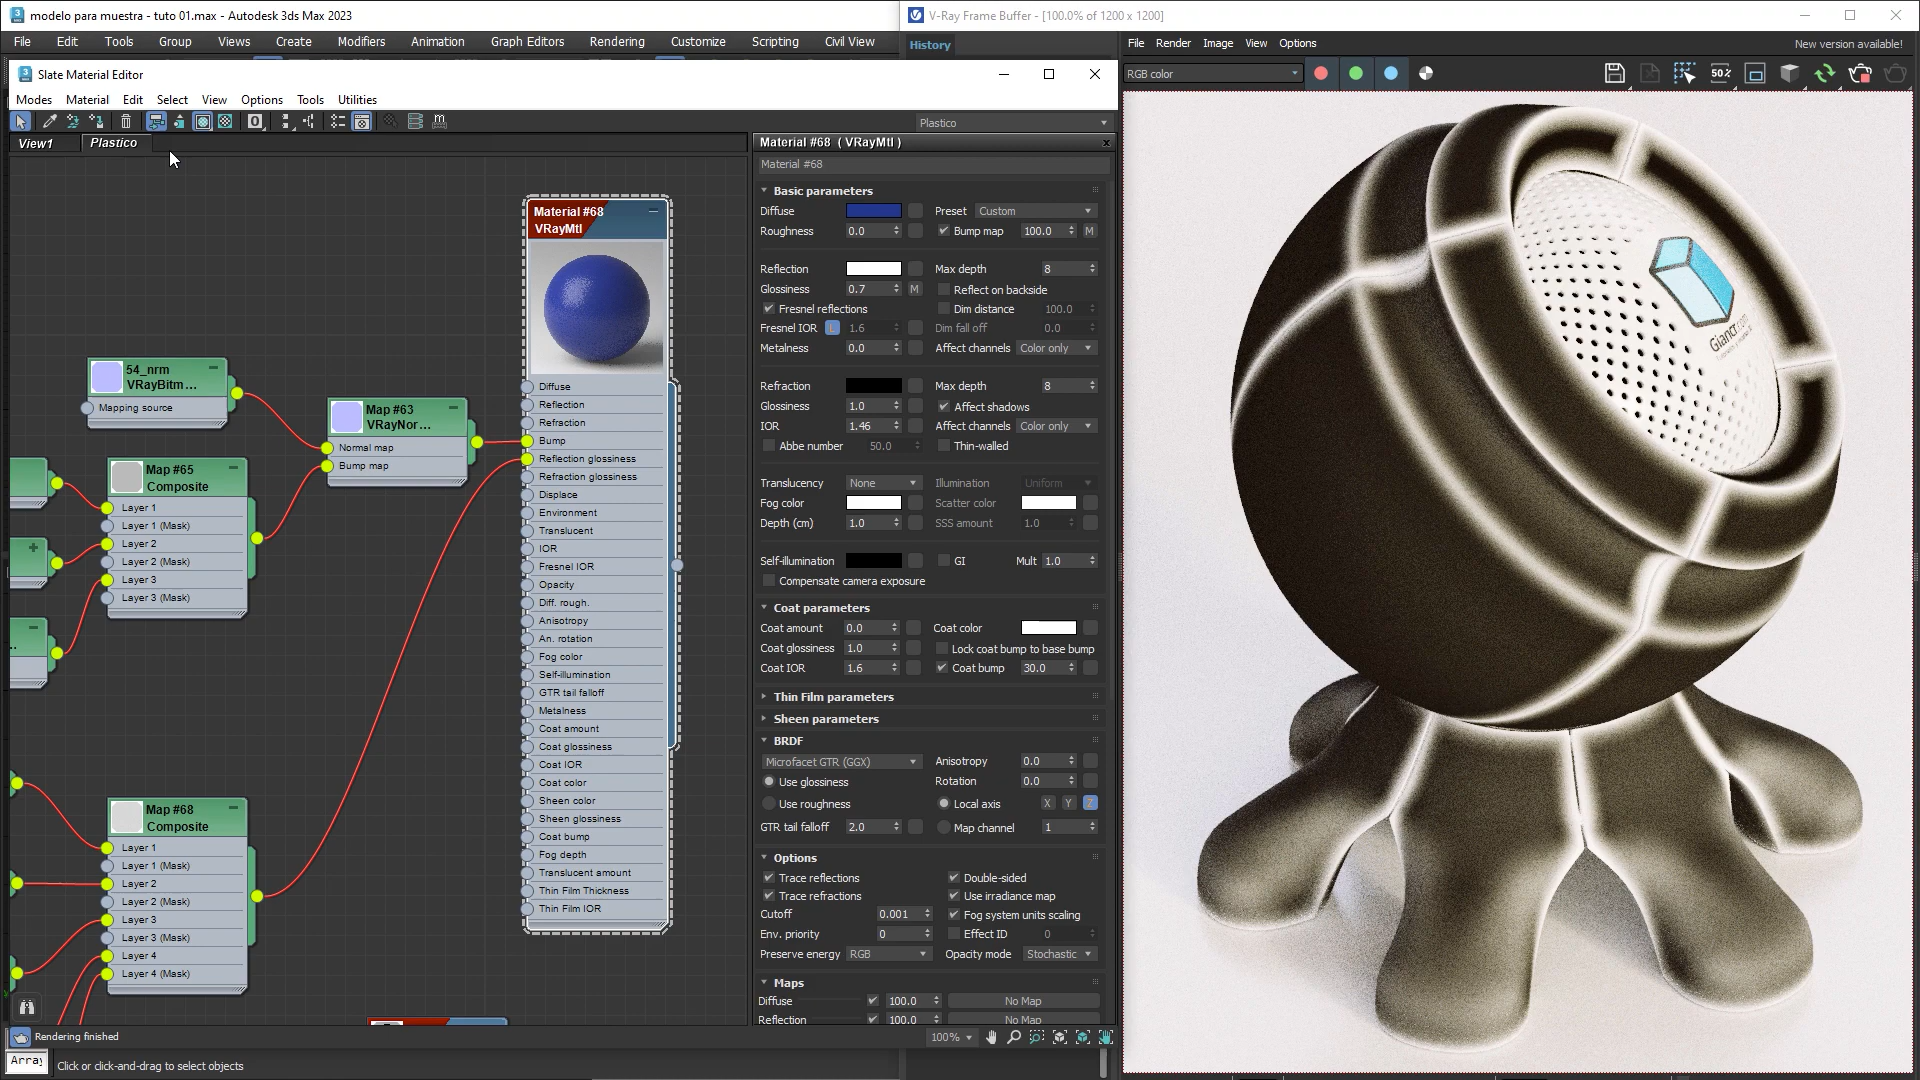 modelo para muestra - tuto 01.max - Autodesk 3ds Max 2023
V-Ray Frame Buffer - [100.0% of 1200 x 1200]
File Edit Tools Group Views Create Modifiers Animation Graph Editors Rendering Customize Scripting Civil View
History
File Render Image View Options
New version available!
RGB color
50%
Slate Material Editor
Modes Material Edit Select View Options Tools Utilities
Plastico
View1 Plastico
Material #68 ( VRayMtl )
Material #68
Basic parameters
Diffuse Preset Custom
Roughness 0.0 Bump map 100.0 M
Reflection Max depth 8
Glossiness 0.7 M Reflect on backside
Fresnel reflections Dim distance 100.0
Fresnel IOR L 1.6 Dim fall off 0.0
Metalness 0.0 Affect channels Color only
Refraction Max depth 8
Glossiness 1.0 Affect shadows
IOR 1.46 Affect channels Color only
Abbe number 50.0 Thin-walled
Translucency None Illumination Uniform
Fog color Scatter color
Depth (cm) 1.0 SSS amount 1.0
Self-illumination GI Mult 1.0
Compensate camera exposure
Coat parameters
Coat amount 0.0 Coat color
Coat glossiness 1.0 Lock coat bump to base bump
Coat IOR 1.6 Coat bump 30.0
Thin Film parameters
Sheen parameters
BRDF
Microfacet GTR (GGX) Anisotropy 0.0
Use glossiness Rotation 0.0
Use roughness Local axis X Y Z
GTR tail falloff 2.0 Map channel 1
Options
Trace reflections Double-sided
Trace refractions Use irradiance map
Cutoff 0.001 Fog system units scaling
Env. priority 0 Effect ID 0
Preserve energy RGB Opacity mode Stochastic
Maps
Diffuse 100.0 No Map
Reflection 100.0 No Map
Material #68
VRayMtl
Diffuse
Reflection
Refraction
Bump
Reflection glossiness
Refraction glossiness
Displace
Environment
Translucent
IOR
Fresnel IOR
Opacity
Diff. rough.
Anisotropy
An. rotation
Fog color
Self-illumination
GTR tail falloff
Metalness
Coat amount
Coat glossiness
Coat IOR
Coat color
Sheen color
Sheen glossiness
Coat bump
Fog depth
Translucent amount
Thin Film Thickness
Thin Film IOR
54_nrm
VRayBitm...
Mapping source
Map #63
VRayNor...
Normal map
Bump map
Map #65
Composite
Layer 1
Layer 1 (Mask)
Layer 2
Layer 2 (Mask)
Layer 3
Layer 3 (Mask)
Map #68
Composite
Layer 1
Layer 1 (Mask)
Layer 2
Layer 2 (Mask)
Layer 3
Layer 3 (Mask)
Layer 4
Layer 4 (Mask)
Giancr.com
Rendering finished
100%
Array
Click or click-and-drag to select objects